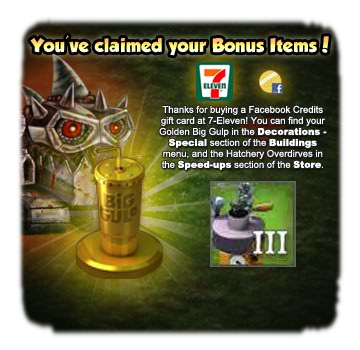 You've claimed your Bonus Items!
7
ELEVEN
f
Thanks for buying a Facebook Credits
gift card at 7-Eleven! You can find your
Golden Big Gulp in the Decorations -
Special section of the Buildings
menu, and the Hatchery Overdrives in
the Speed-ups section of the Store.
BiG
GULP
III